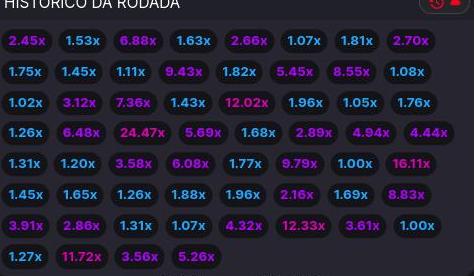 HISTÓRICO DA RODADA
2.45x 1.53x 6.88x 1.63x 2.66x 1.07x 1.81x 2.70x
1.75x 1.45x 1.11x 9.43x 1.82x 5.45x 8.55x 1.08x
1.02x 3.12x 7.36x 1.43x 12.02x 1.96x 1.05x 1.76x
1.26x 6.48x 24.47x 5.69x 1.68x 2.89x 4.94x 4.44x
1.31x 1.20x 3.58x 6.08x 1.77x 9.79x 1.00x 16.11x
1.45x 1.65x 1.26x 1.88x 1.96x 2.16x 1.69x 8.83x
3.91x 2.86x 1.31x 1.07x 4.32x 12.33x 3.61x 1.00x
1.27x 11.72x 3.56x 5.26x